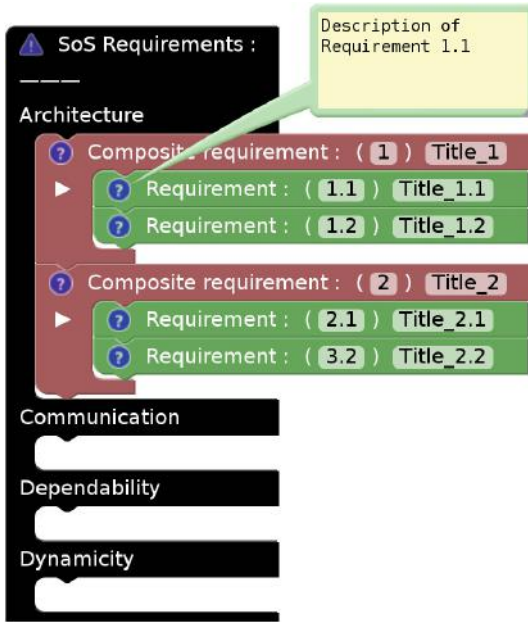 Description of
Requirement 1.1
SoS Requirements :
———
Architecture
Composite requirement : ( 1 ) Title_1
Requirement : ( 1.1 ) Title_1.1
Requirement : ( 1.2 ) Title_1.2
Composite requirement : ( 2 ) Title_2
Requirement : ( 2.1 ) Title_2.1
Requirement : ( 3.2 ) Title_2.2
Communication
Dependability
Dynamicity